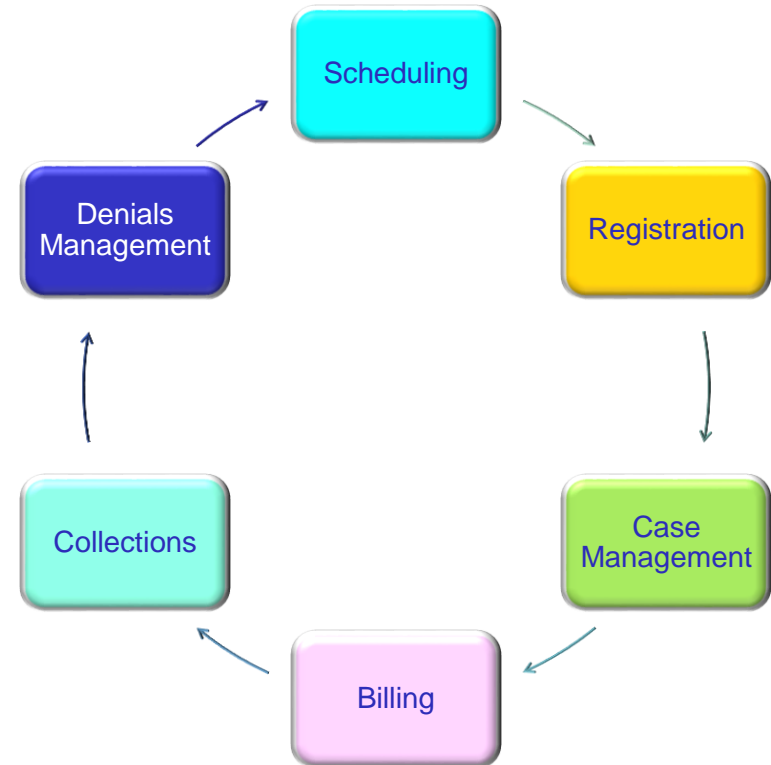 Scheduling
Registration
Case
Management
Billing
Collections
Denials
Management